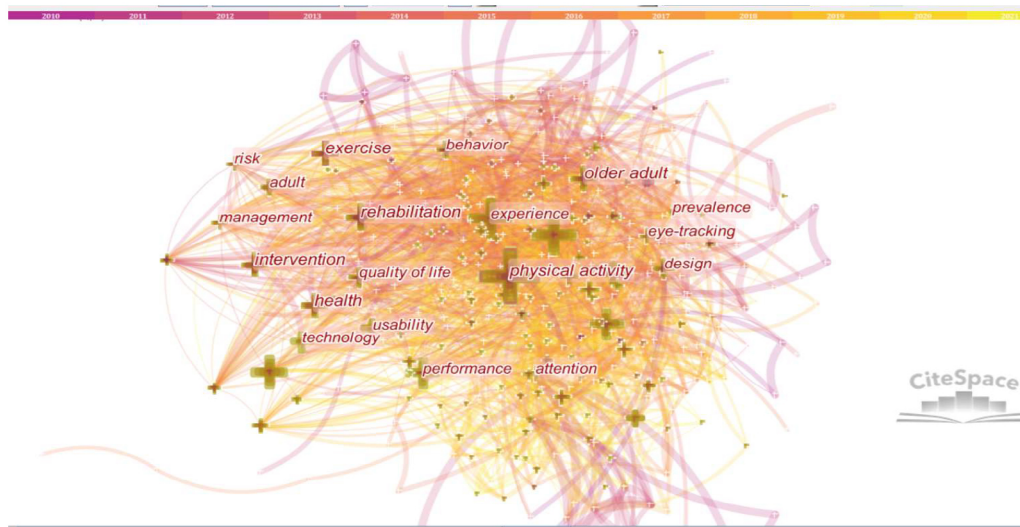 2010 2011 2012 2013 2014 2015 2016 2017 2018 2019 2020 2021
exercise
behavior
risk
older adult
adult
prevalence
management
rehabilitation
experience
eye-tracking
intervention
quality of life
physical activity
design
health
usability
technology
performance
attention
CiteSpace